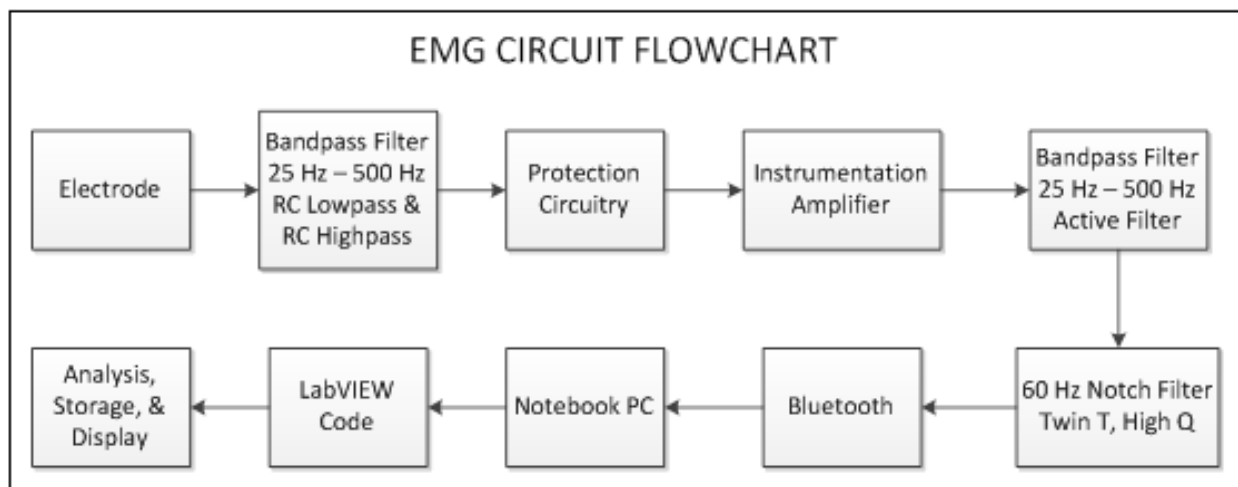 EMG CIRCUIT FLOWCHART
Electrode
Bandpass Filter
25 Hz – 500 Hz
RC Lowpass &
RC Highpass
Protection
Circuitry
Instrumentation
Amplifier
Bandpass Filter
25 Hz – 500 Hz
Active Filter
60 Hz Notch Filter
Twin T, High Q
Bluetooth
Notebook PC
LabVIEW
Code
Analysis,
Storage, &
Display